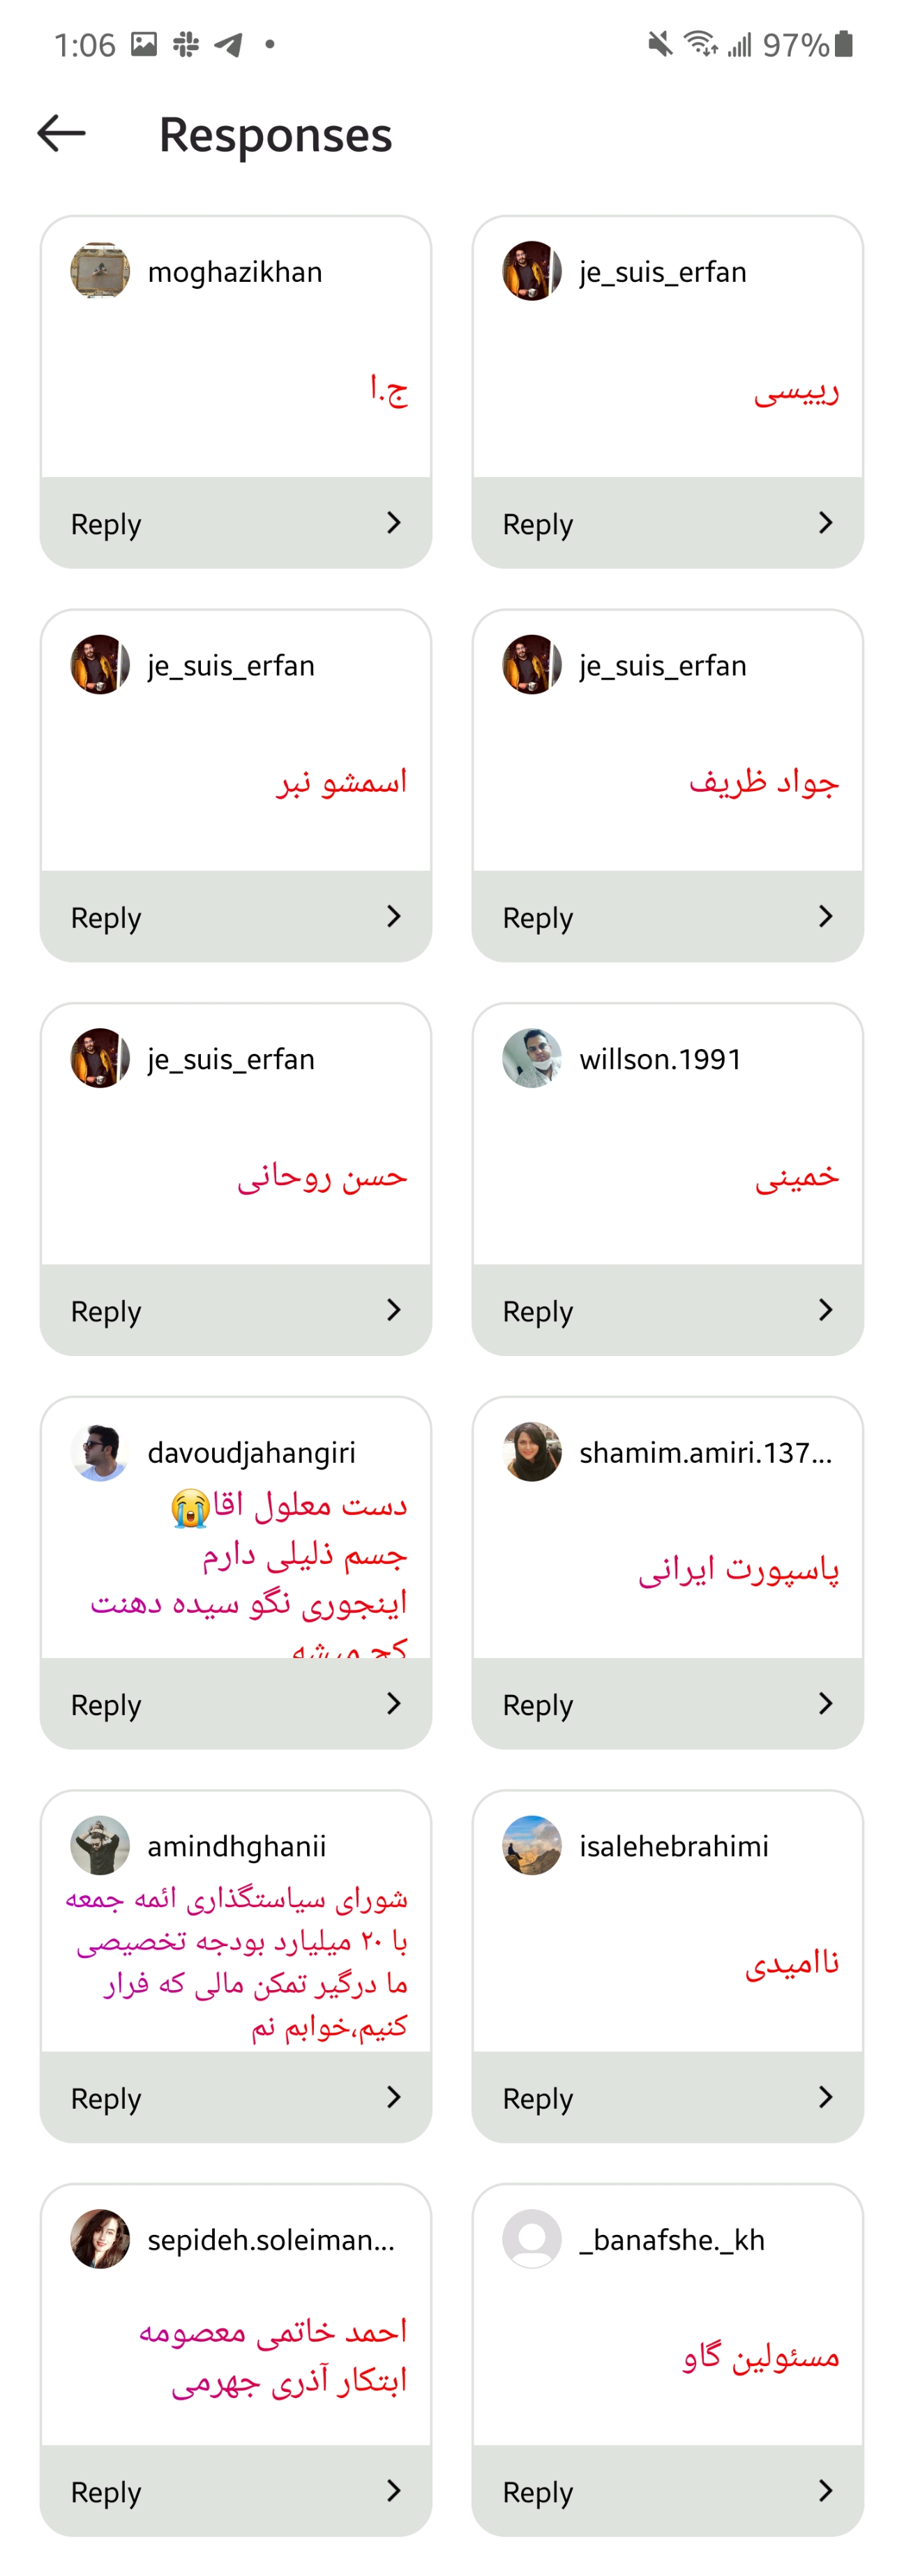 1:06
97%
Responses
moghazikhan
ج.ا
Reply
je_suis_erfan
رییسی
Reply
je_suis_erfan
اسمشو نبر
Reply
je_suis_erfan
جواد ظریف
Reply
je_suis_erfan
حسن روحانی
Reply
willson.1991
خمینی
Reply
davoudjahangiri
دست معلول اقا😭
جسم ذلیلی دارم
اینجوری نگو سیده دهنت
کج میشه
Reply
shamim.amiri.137...
پاسپورت ایرانی
Reply
amindhghanii
شورای سیاستگذاری ائمه جمعه
با ۲۰ میلیارد بودجه تخصیصی
ما درگیر تمکن مالی که فرار
کنیم،خوابم نم
Reply
isalehebrahimi
ناامیدی
Reply
sepideh.soleiman...
احمد خاتمی معصومه
ابتکار آذری جهرمی
Reply
_banafshe._kh
مسئولین گاو
Reply